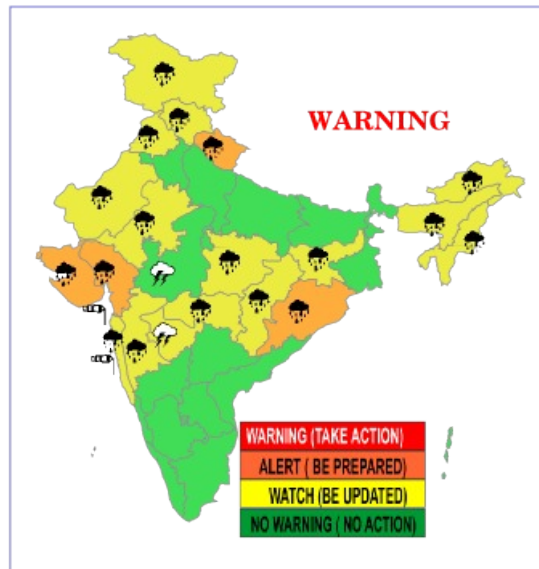 WARNING
WARNING (TAKE ACTION)
ALERT ( BE PREPARED)
WATCH (BE UPDATED)
NO WARNING ( NO ACTION)